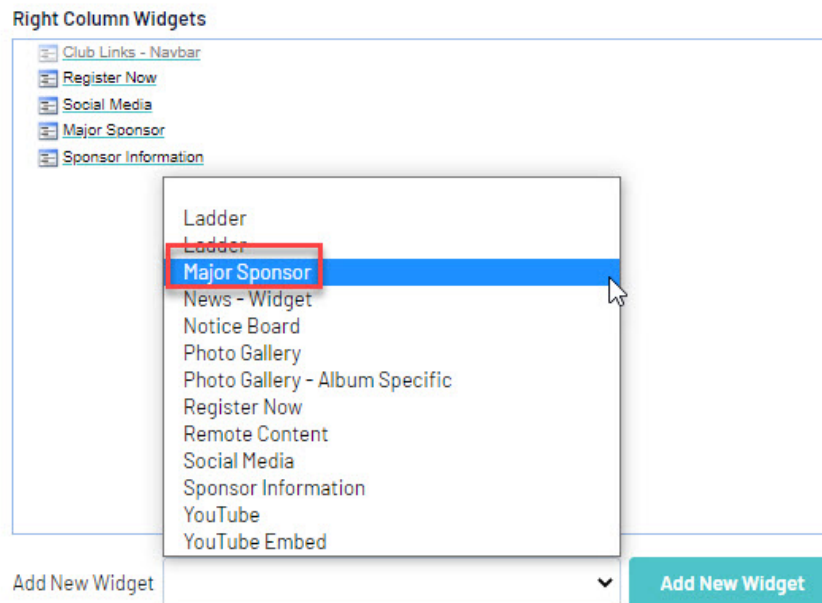 Right Column Widgets
Club Links - Navbar
Register Now
Social Media
Major Sponsor
Sponsor Information
Ladder
Ladder
Major Sponsor
News - Widget
Notice Board
Photo Gallery
Photo Gallery - Album Specific
Register Now
Remote Content
Social Media
Sponsor Information
YouTube
YouTube Embed
Add New Widget
Add New Widget